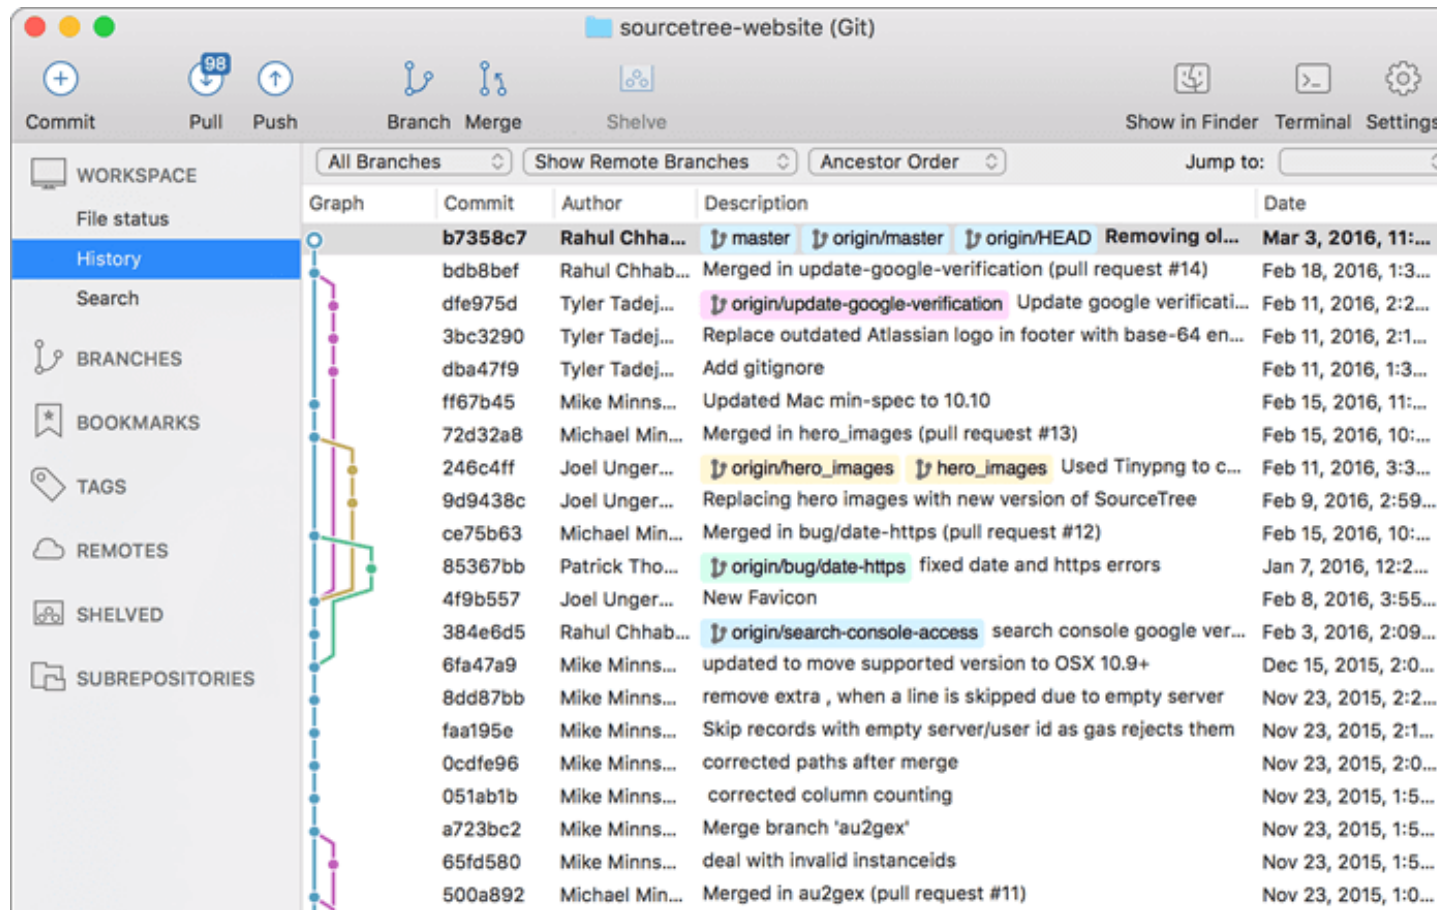 sourcetree-website (Git)
98
Commit Pull Push Branch Merge Shelve Show in Finder Terminal Settings
WORKSPACE
File status
History
Search
BRANCHES
BOOKMARKS
TAGS
REMOTES
SHELVED
SUBREPOSITORIES
All Branches Show Remote Branches Ancestor Order Jump to:
Graph Commit Author Description Date
b7358c7 Rahul Chha... master origin/master origin/HEAD Removing ol... Mar 3, 2016, 11:...
bdb8bef Rahul Chhab... Merged in update-google-verification (pull request #14) Feb 18, 2016, 1:3...
dfe975d Tyler Tadej... origin/update-google-verification Update google verificati... Feb 11, 2016, 2:2...
3bc3290 Tyler Tadej... Replace outdated Atlassian logo in footer with base-64 en... Feb 11, 2016, 2:1...
dba47f9 Tyler Tadej... Add gitignore Feb 11, 2016, 1:3...
ff67b45 Mike Minns... Updated Mac min-spec to 10.10 Feb 15, 2016, 11:...
72d32a8 Michael Min... Merged in hero_images (pull request #13) Feb 15, 2016, 10:...
246c4ff Joel Unger... origin/hero_images hero_images Used Tinypng to c... Feb 11, 2016, 3:3...
9d9438c Joel Unger... Replacing hero images with new version of SourceTree Feb 9, 2016, 2:59...
ce75b63 Michael Min... Merged in bug/date-https (pull request #12) Feb 15, 2016, 10:...
85367bb Patrick Tho... origin/bug/date-https fixed date and https errors Jan 7, 2016, 12:2...
4f9b557 Joel Unger... New Favicon Feb 8, 2016, 3:55...
384e6d5 Rahul Chhab... origin/search-console-access search console google ver... Feb 3, 2016, 2:09...
6fa47a9 Mike Minns... updated to move supported version to OSX 10.9+ Dec 15, 2015, 2:0...
8dd87bb Mike Minns... remove extra , when a line is skipped due to empty server Nov 23, 2015, 2:2...
faa195e Mike Minns... Skip records with empty server/user id as gas rejects them Nov 23, 2015, 2:1...
0cdfe96 Mike Minns... corrected paths after merge Nov 23, 2015, 2:0...
051ab1b Mike Minns... corrected column counting Nov 23, 2015, 1:5...
a723bc2 Mike Minns... Merge branch 'au2gex' Nov 23, 2015, 1:5...
65fd580 Mike Minns... deal with invalid instanceids Nov 23, 2015, 1:5...
500a892 Michael Min... Merged in au2gex (pull request #11) Nov 23, 2015, 1:0...